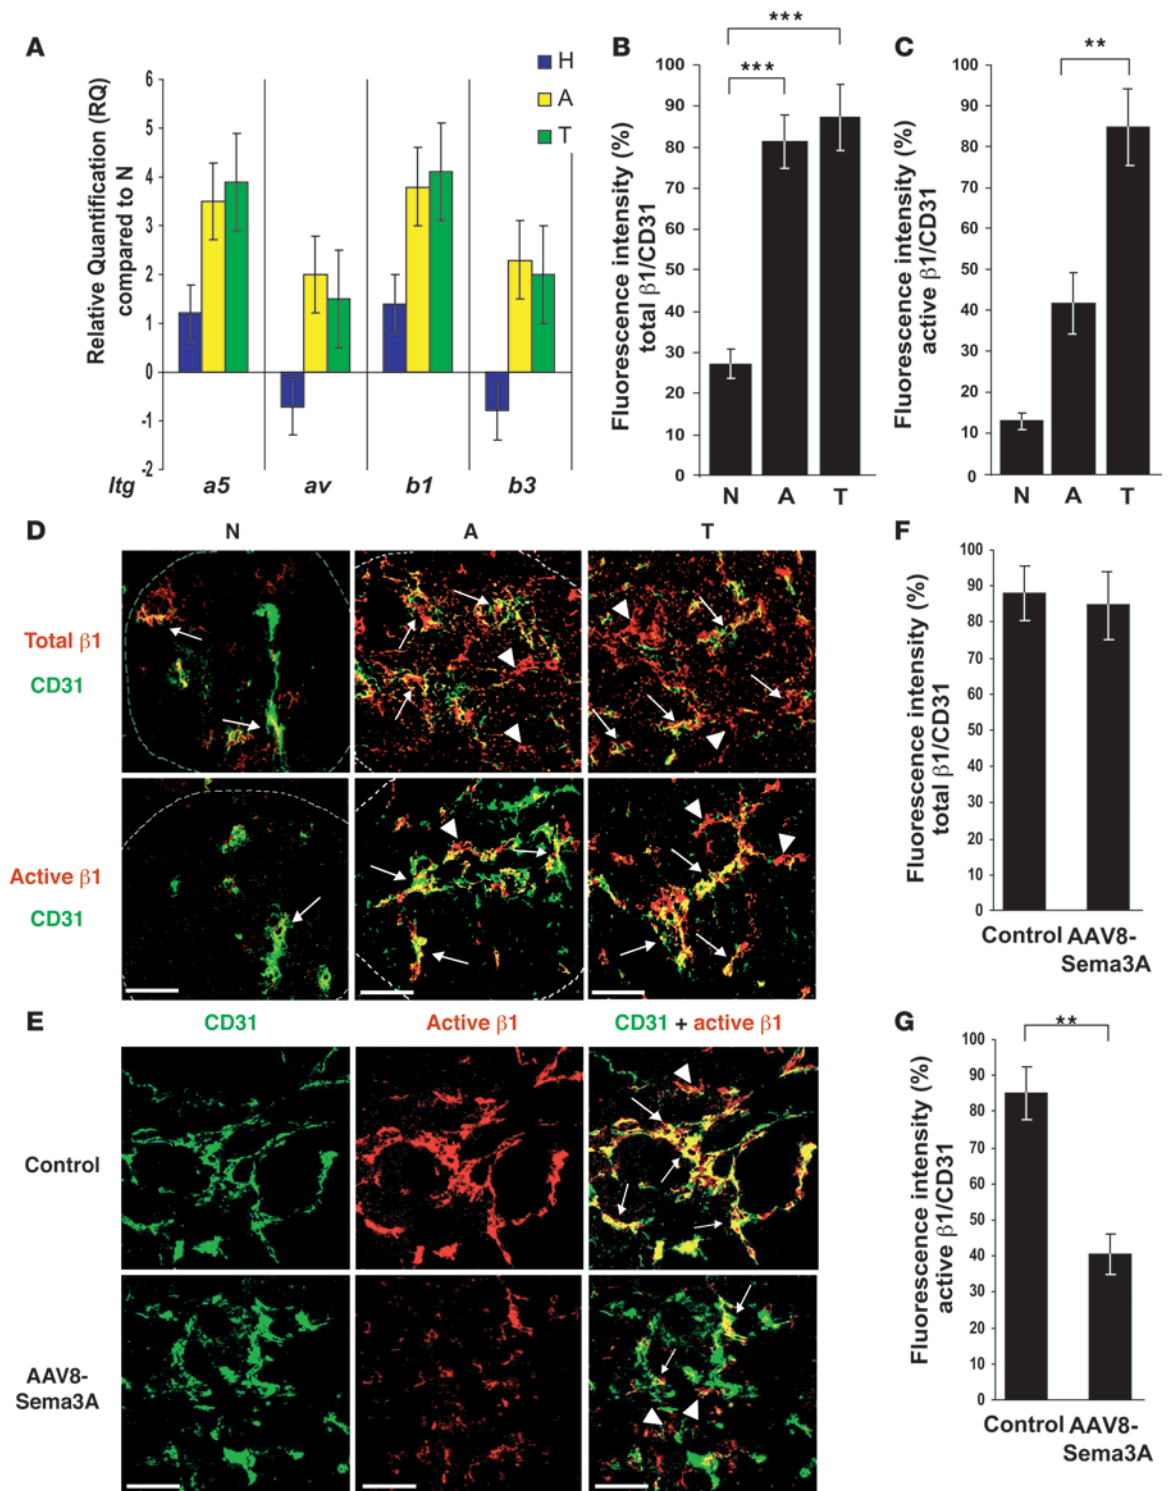 A
Relative Quantification (RQ)
compared to N
6
5
4
3
2
1
0
-1
-2
H
A
T
Itg
a5
av
b1
b3
B
***
***
Fluorescence intensity (%)
total β1/CD31
100
90
80
70
60
50
40
30
20
10
0
N
A
T
C
**
Fluorescence intensity (%)
active β1/CD31
100
90
80
70
60
50
40
30
20
10
0
N
A
T
D
N
A
T
Total β1
CD31
Active β1
CD31
E
CD31
Active β1
CD31 + active β1
Control
AAV8-
Sema3A
F
Fluorescence intensity (%)
total β1/CD31
100
90
80
70
60
50
40
30
20
10
0
Control AAV8-
Sema3A
G
**
Fluorescence intensity (%)
active β1/CD31
100
90
80
70
60
50
40
30
20
10
0
Control AAV8-
Sema3A